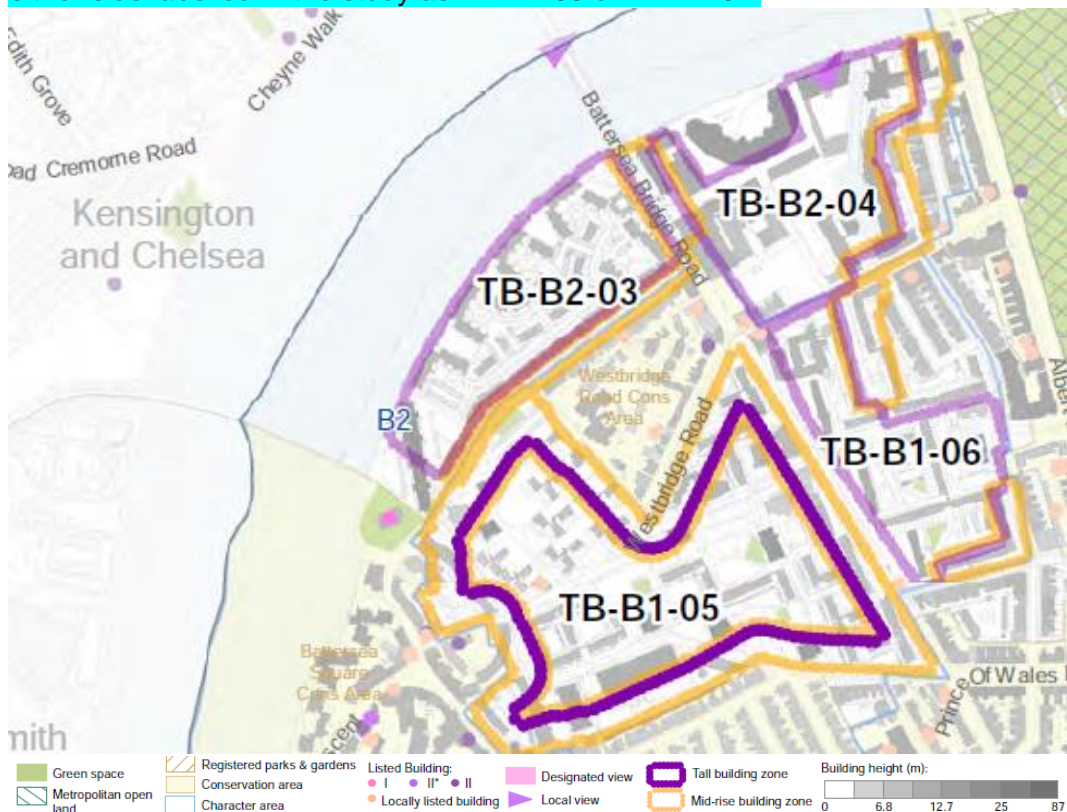 Edith Grove
Cheyne Walk
Cremorne Road
Kensington
and Chelsea
Battersea Bridge Road
TB-B2-04
TB-B2-03
Westbridge
Road Cons
Area
B2
Westbridge Road
TB-B1-06
TB-B1-05
Battersea
Square
Cons Area
Prince
Of Wales
Green space
Metropolitan open
land
Registered parks & gardens
Conservation area
Character area
Listed Building:
I II* II
Locally listed building
Designated view
Local view
Tall building zone
Mid-rise building zone
Building height (m):
0 6.8 12.7 25 87